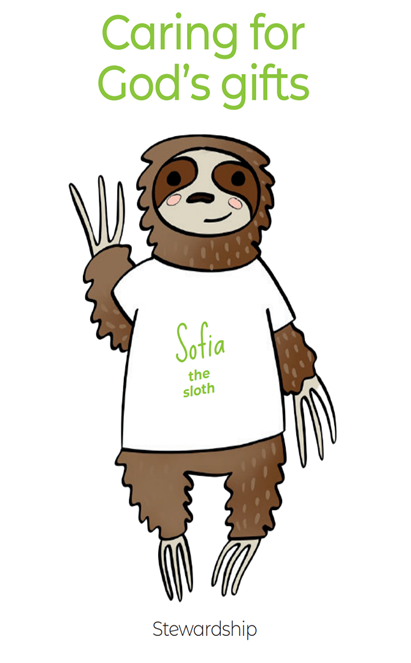 Caring for
God’s gifts
Sofia
the
sloth
Stewardship